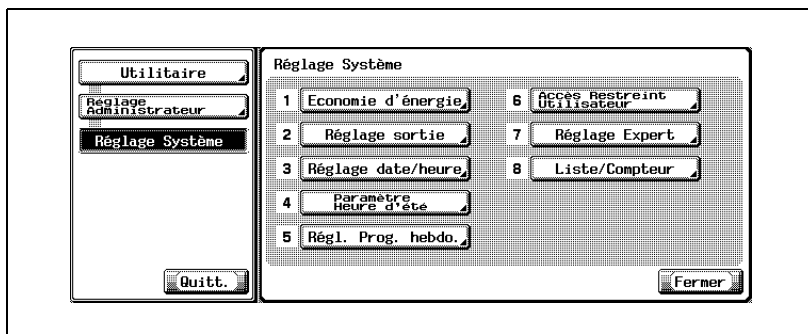 Utilitaire
Réglage
Administrateur
Réglage Système
Quitt.
Réglage Système
1 Economie d'énergie
2 Réglage sortie
3 Réglage date/heure
4 Paramètre
Heure d'été
5 Régl. Prog. hebdo.
6 Accès Restreint
Utilisateur
7 Réglage Expert
8 Liste/Compteur
Fermer